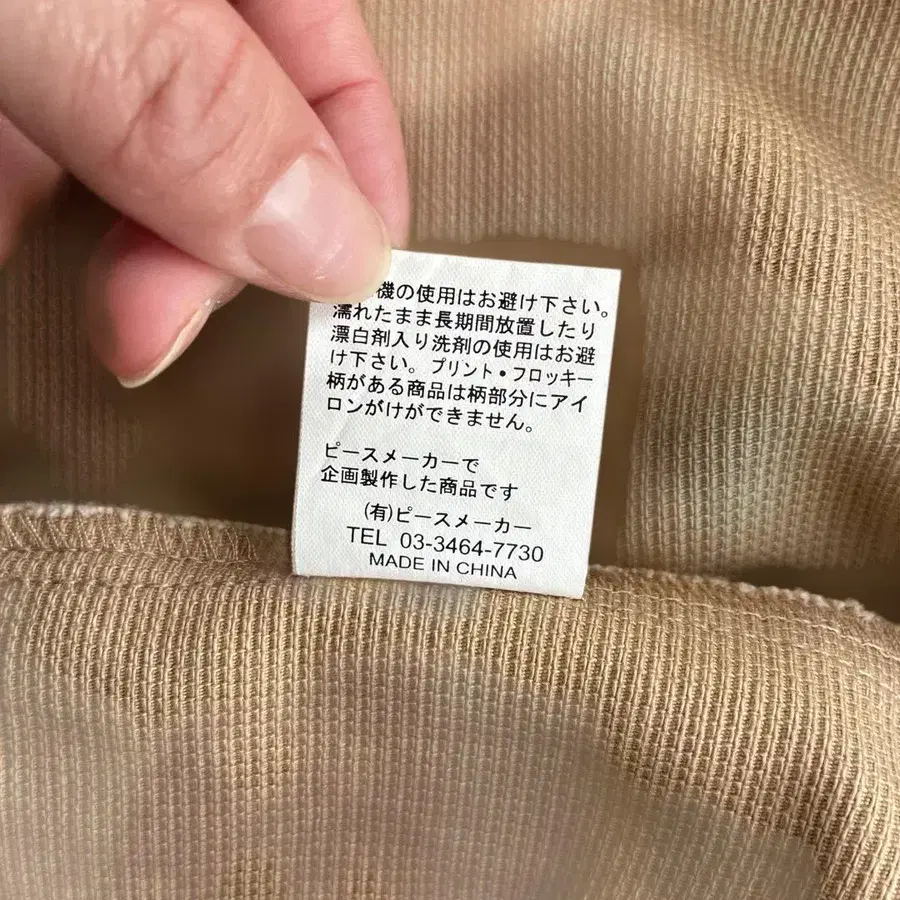 機の使用はお避け下さい。
濡れたまま長期間放置したり
漂白剤入り洗剤の使用はお避
け下さい。プリント・フロッキー
柄がある商品は柄部分にアイ
ロンがけができません。
ピースメーカーで
企画製作した商品です
(有)ピースメーカー
TEL 03-3464-7730
MADE IN CHINA